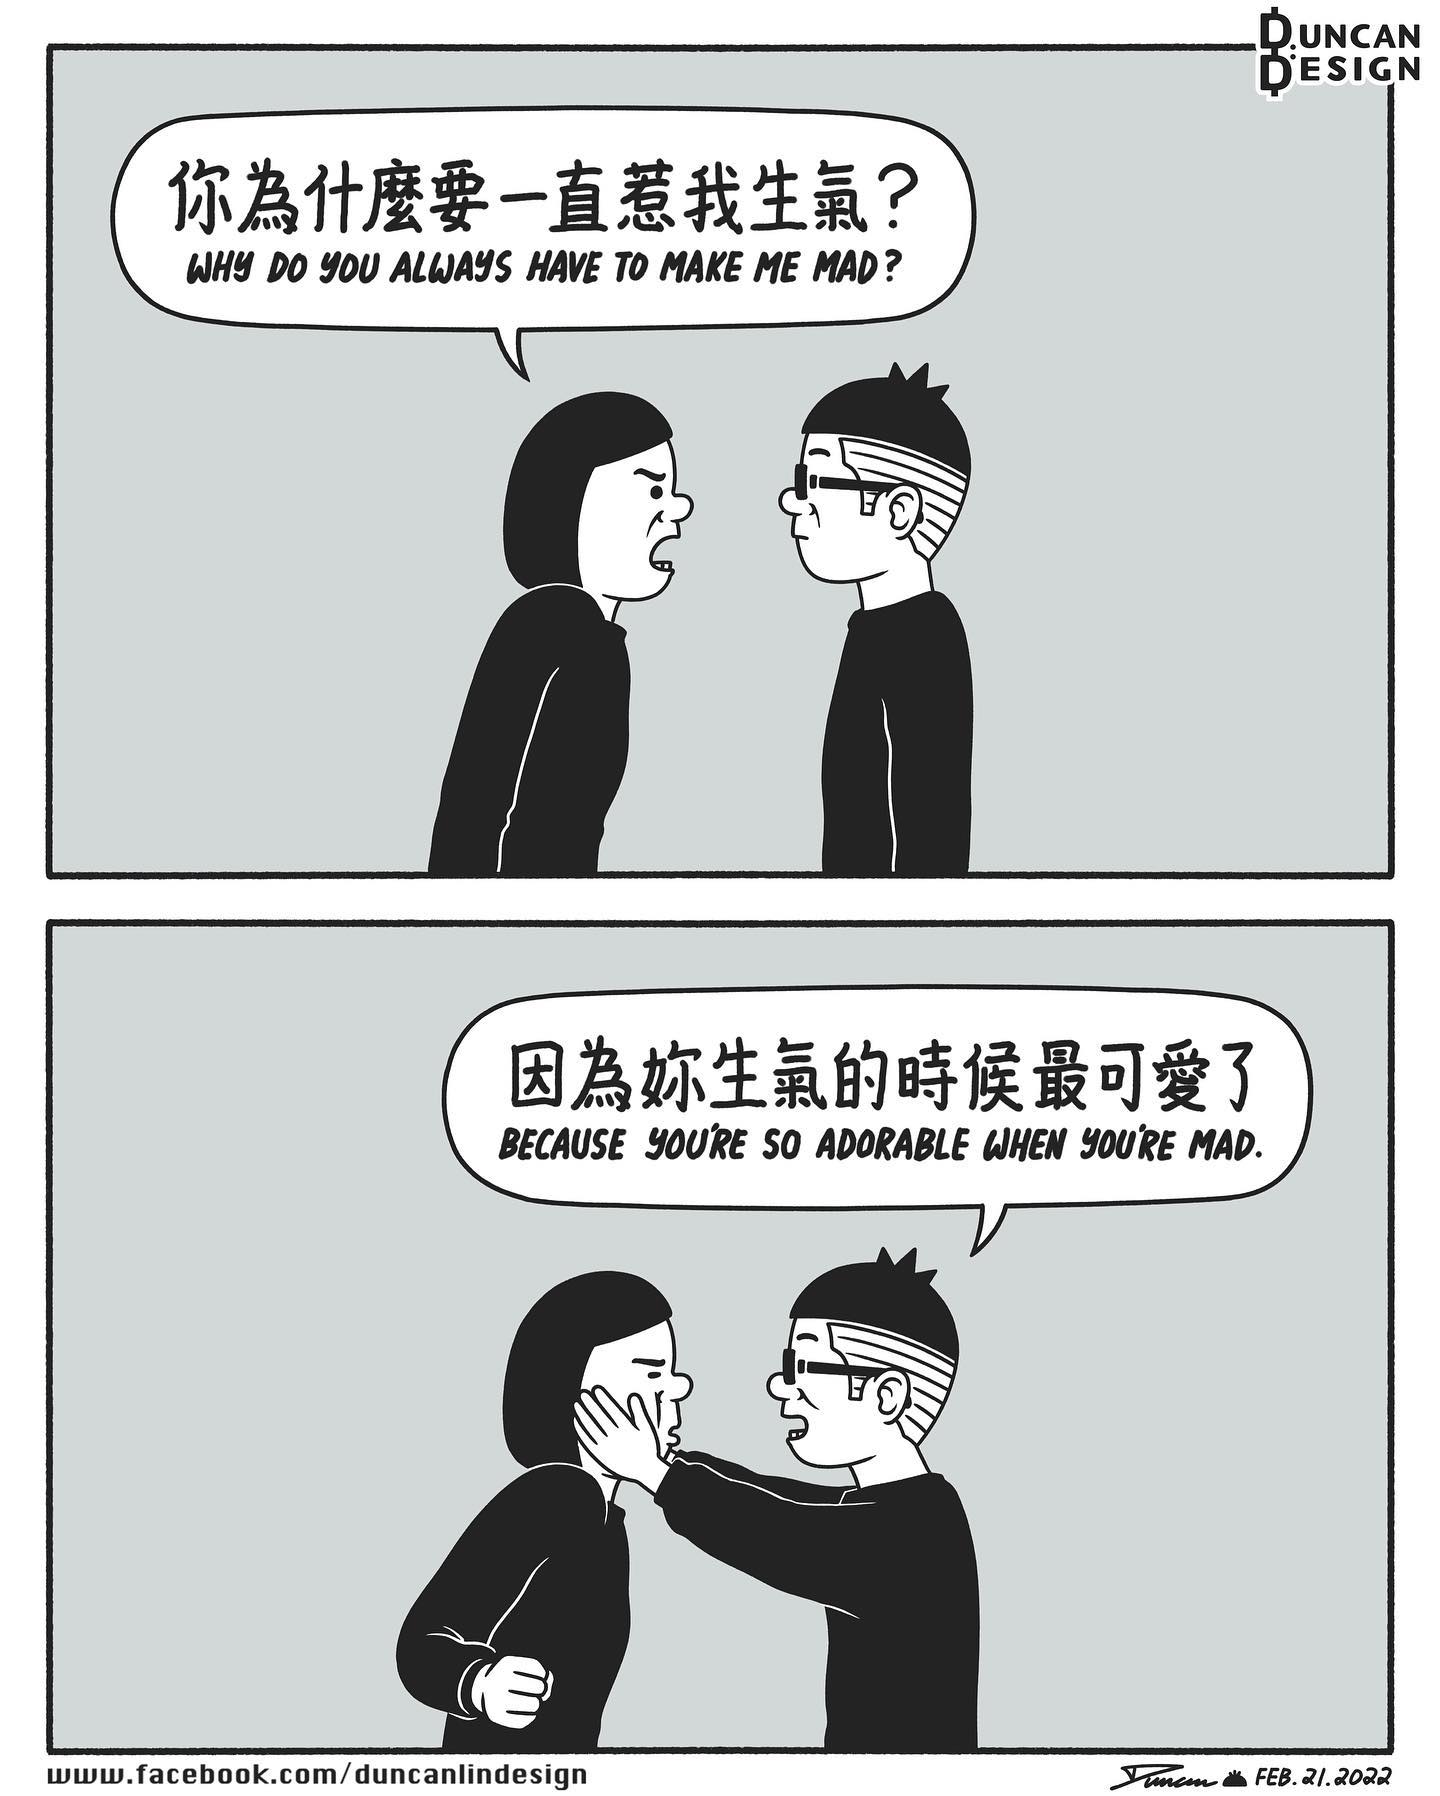 DUNCAN
DESIGN
你為什麼要一直惹我生氣？
WHY DO YOU ALWAYS HAVE TO MAKE ME MAD?
因為妳生氣的時候最可愛了
BECAUSE YOU'RE SO ADORABLE WHEN YOU'RE MAD.
www.facebook.com/duncanlindesign
Duncan FEB.21.2022